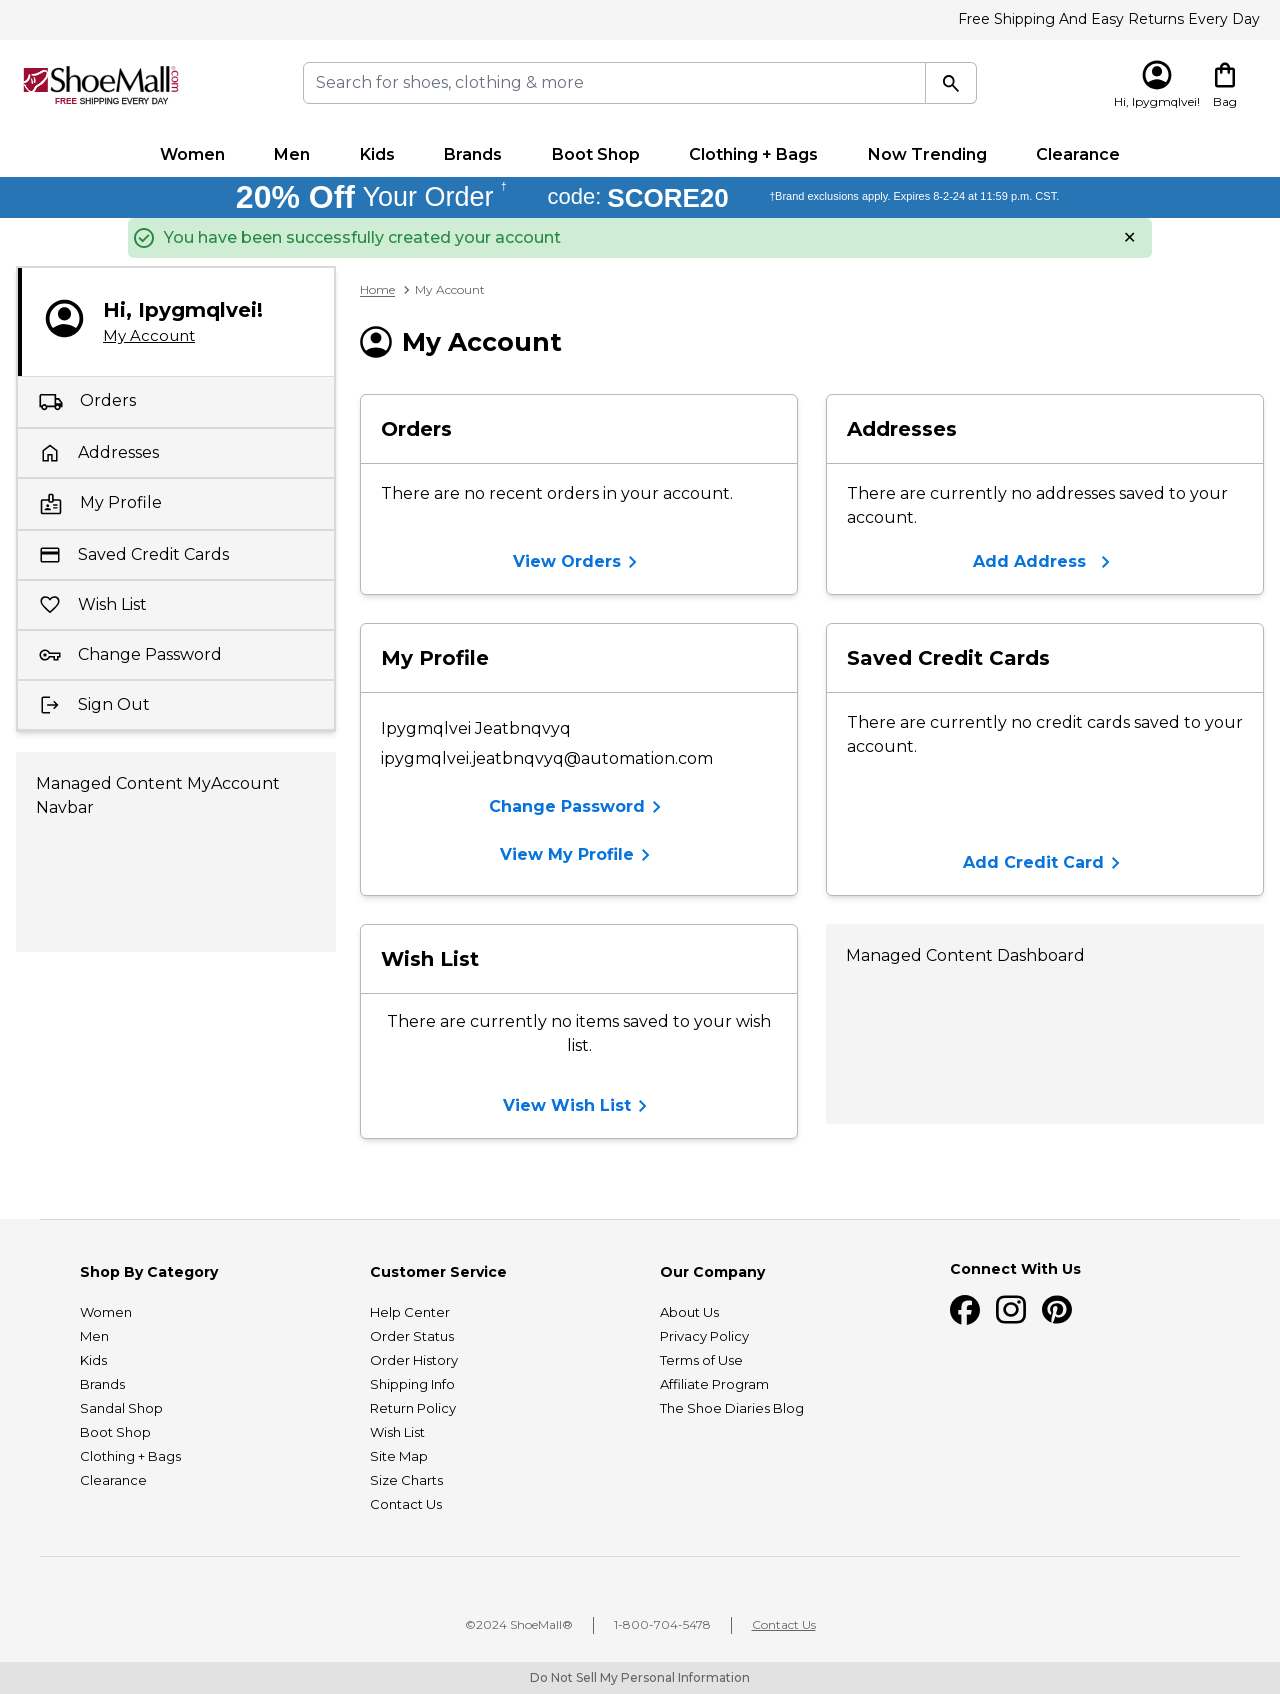 Free Shipping And Easy Returns Every Day
ShoeMall.com
FREE SHIPPING EVERY DAY
Search for shoes, clothing & more
Hi, Ipygmqlvei!
Bag
Women Men Kids Brands Boot Shop Clothing + Bags Now Trending Clearance
20% Off Your Order † code: SCORE20 †Brand exclusions apply. Expires 8-2-24 at 11:59 p.m. CST.
You have been successfully created your account
Hi, Ipygmqlvei!
My Account
Orders
Addresses
My Profile
Saved Credit Cards
Wish List
Change Password
Sign Out
Managed Content MyAccount
Navbar
Home My Account
My Account
Orders
There are no recent orders in your account.
View Orders
Addresses
There are currently no addresses saved to your
account.
Add Address
My Profile
Ipygmqlvei Jeatbnqvyq
ipygmqlvei.jeatbnqvyq@automation.com
Change Password
View My Profile
Saved Credit Cards
There are currently no credit cards saved to your
account.
Add Credit Card
Wish List
There are currently no items saved to your wish
list.
View Wish List
Managed Content Dashboard
Shop By Category
Women
Men
Kids
Brands
Sandal Shop
Boot Shop
Clothing + Bags
Clearance
Customer Service
Help Center
Order Status
Order History
Shipping Info
Return Policy
Wish List
Site Map
Size Charts
Contact Us
Our Company
About Us
Privacy Policy
Terms of Use
Affiliate Program
The Shoe Diaries Blog
Connect With Us
©2024 ShoeMall® 1-800-704-5478 Contact Us
Do Not Sell My Personal Information